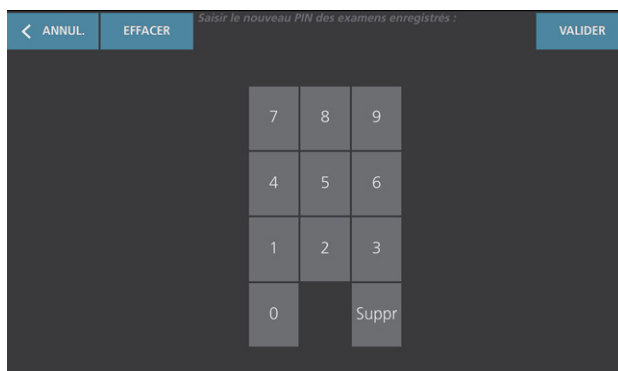 ANNUL. EFFACER Saisir le nouveau PIN des examens enregistrés : VALIDER
7 8 9
4 5 6
1 2 3
0 Suppr